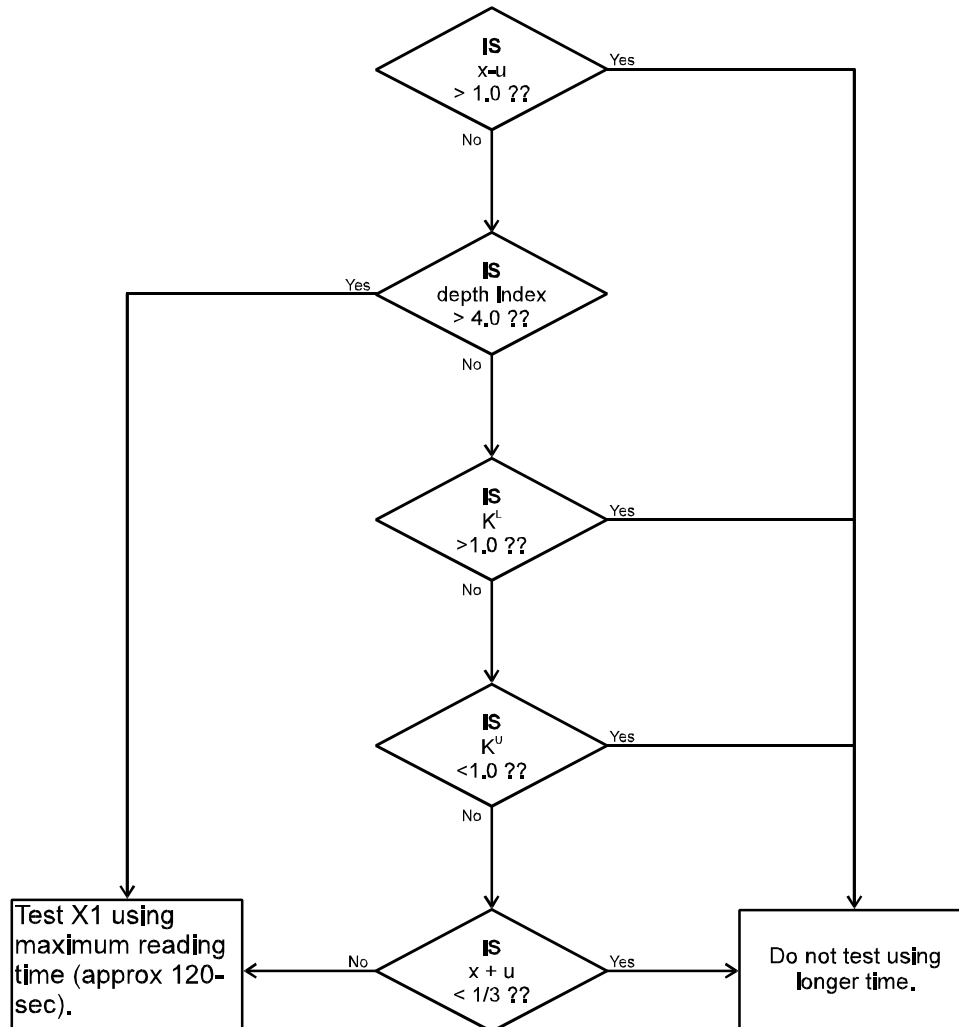 IS
x-u
> 1.0 ??
Yes
No
IS
depth Index
> 4.0 ??
Yes
No
IS
K^L
>1.0 ??
Yes
No
IS
K^U
<1.0 ??
Yes
No
Test X1 using
maximum reading
time (approx 120-
sec).
No
IS
x + u
< 1/3 ??
Yes
Do not test using
longer time.